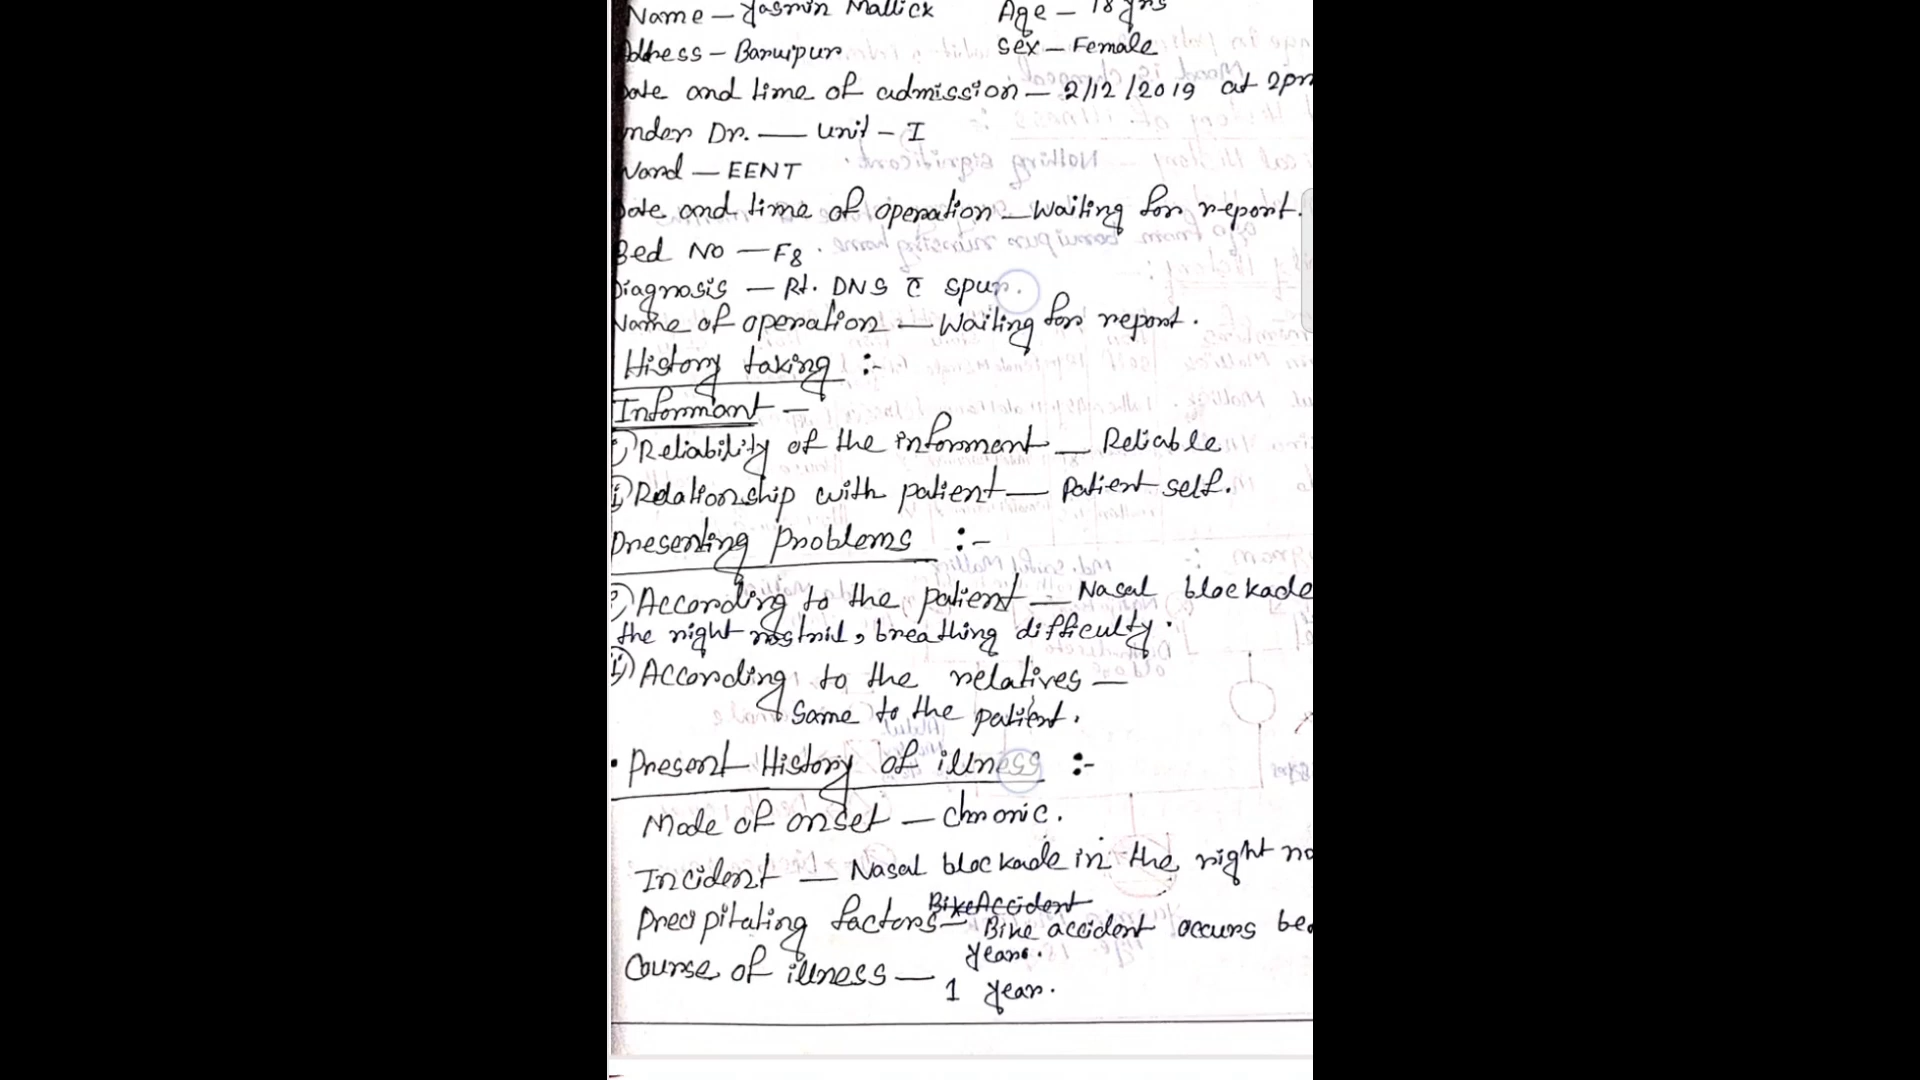 Name — Yasmin Mallick Age — 18 yrs
Address — Baruipur Sex — Female
Date and time of admission — 2/12/2019 at 2pm
Under Dr. — Unit - I
Ward — EENT
Date and time of operation — Waiting for report.
Bed No — F8.
Diagnosis — Rt. DNS c̄ spur.
Name of operation — Waiting for report.
History taking :-
Informant —
i) Reliability of the informent — Reliable
ii) Relationship with patient — Patient self.
Presenting Problems :-
i) According to the patient — Nasal blockade
the right nostril, breathing difficulty.
ii) According to the relatives —
Same to the patient.
• Present History of illness :-
Mode of onset — Chronic.
Incident — Nasal blockade in the right no
Bike Accident
Precipitating factors — Bike accident occurs
years.
Course of illness — 1 year.